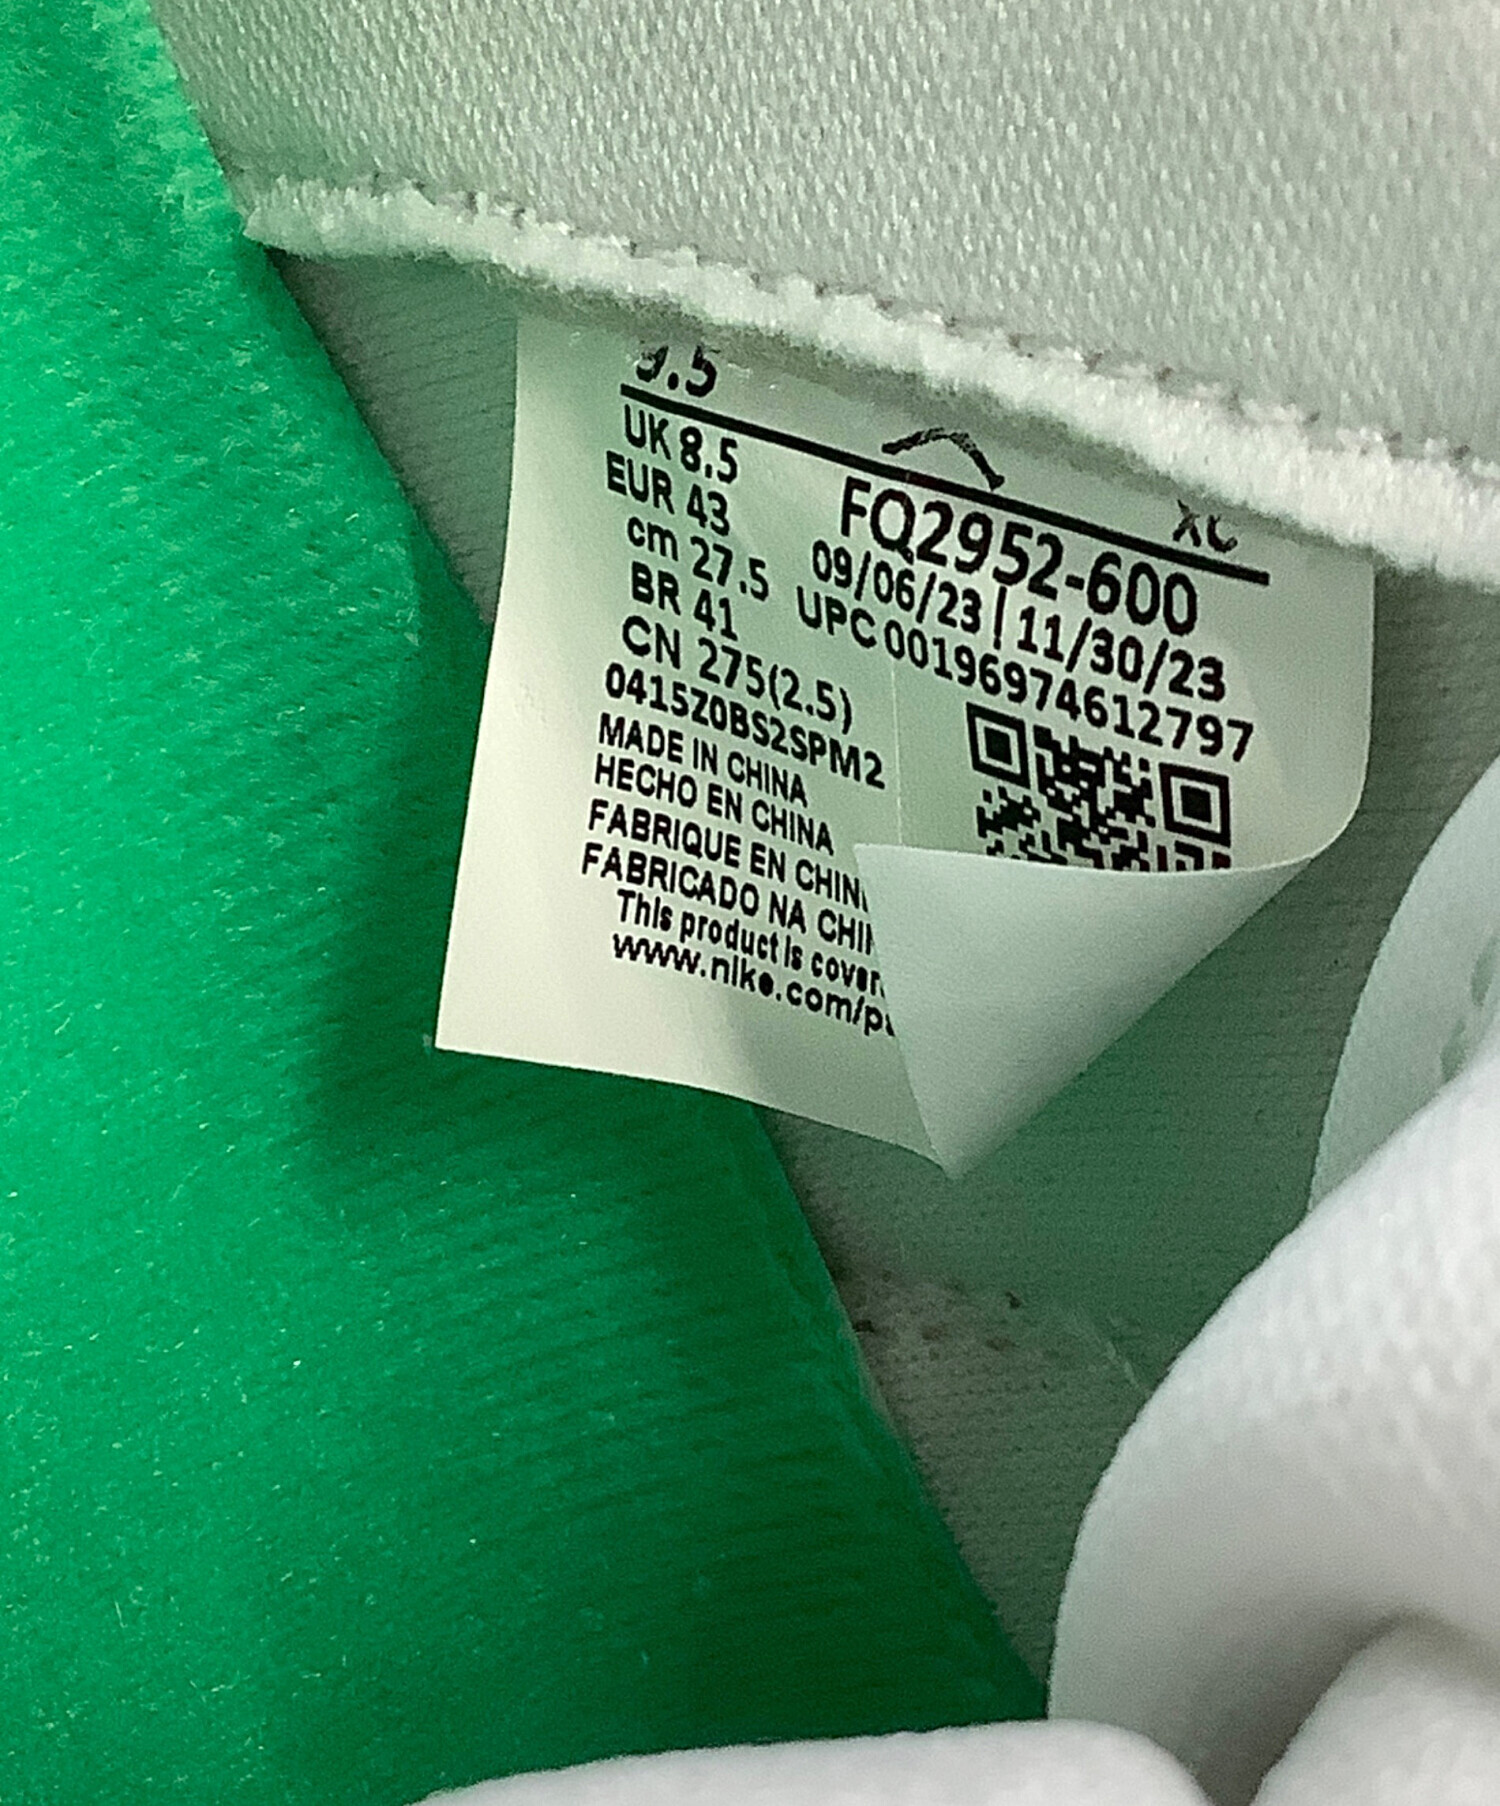 9.5
UK 8.5
EUR 43
cm 27.5
BR 41
CN 275(2.5)
0415Z0BS2SPM2
MADE IN CHINA
HECHO EN CHINA
FABRIQUE EN CHIN
FABRICADO NA CHI
This product is cover
www.nike.com/p
XC
FQ2952-600
09/06/23 | 11/30/23
UPC 00196974612797